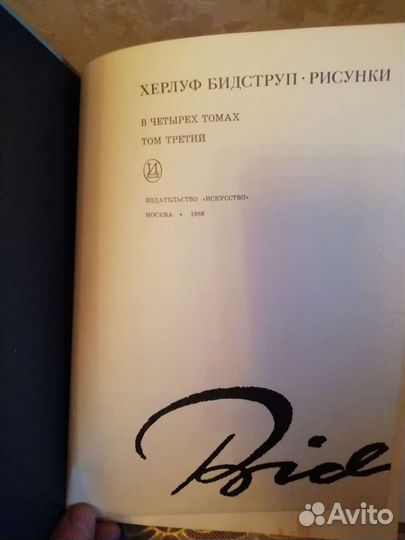 ХЕРЛУФ БИДСТРУП · РИСУНКИ
В ЧЕТЫРЕХ ТОМАХ
ТОМ ТРЕТИЙ
ИЗДАТЕЛЬСТВО «ИСКУССТВО»
МОСКВА • 1968
Bid
Avito